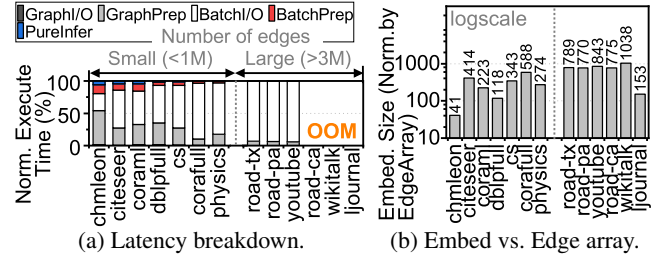 GraphI/O GraphPrep BatchI/O BatchPrep
PureInfer
Number of edges
Small (<1M) Large (>3M)
Norm. Execute
Time (%)
100
50
0
OOM
chmleon
citeseer
coraml
dblpfull
cs
corafull
physics
road-tx
road-pa
youtube
road-ca
wikitalk
ljournal
(a) Latency breakdown.
Embed. Size (Norm.by
EdgeArray)
logscale
1000
100
10
41
414
223
118
343
588
274
789
770
843
775
1038
153
chmleon
citeseer
coraml
dblpfull
cs
corafull
physics
road-tx
road-pa
youtube
road-ca
wikitalk
ljournal
(b) Embed vs. Edge array.